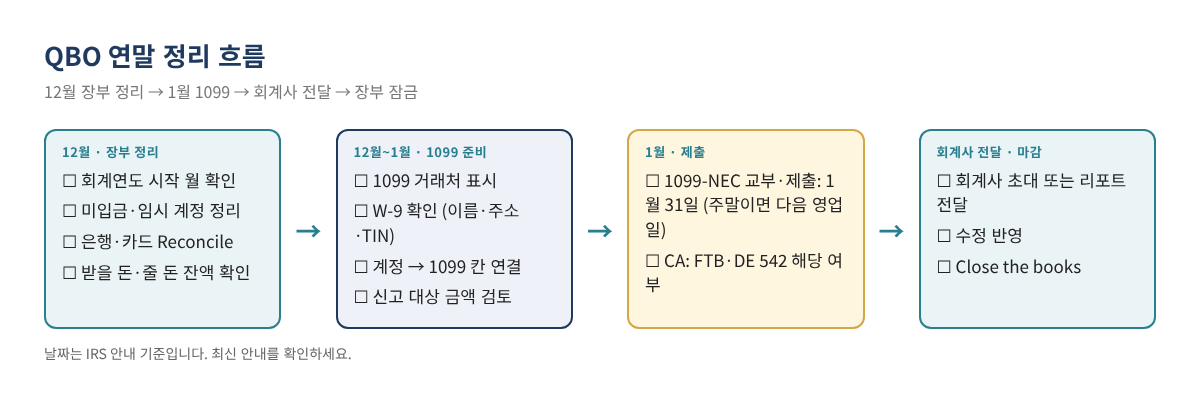 QBO 연말 정리 흐름
12월 장부 정리 → 1월 1099 → 회계사 전달 → 장부 잠금
12월 · 장부 정리
☐ 회계연도 시작 월 확인
☐ 미입금·임시 계정 정리
☐ 은행·카드 Reconcile
☐ 받을 돈·줄 돈 잔액 확인
→
12월~1월 · 1099 준비
☐ 1099 거래처 표시
☐ W-9 확인 (이름·주소
·TIN)
☐ 계정 → 1099 칸 연결
☐ 신고 대상 금액 검토
→
1월 · 제출
☐ 1099-NEC 교부·제출: 1
월 31일 (주말이면 다음 영업
일)
☐ CA: FTB·DE 542 해당 여
부
→
회계사 전달 · 마감
☐ 회계사 초대 또는 리포트
전달
☐ 수정 반영
☐ Close the books
날짜는 IRS 안내 기준입니다. 최신 안내를 확인하세요.